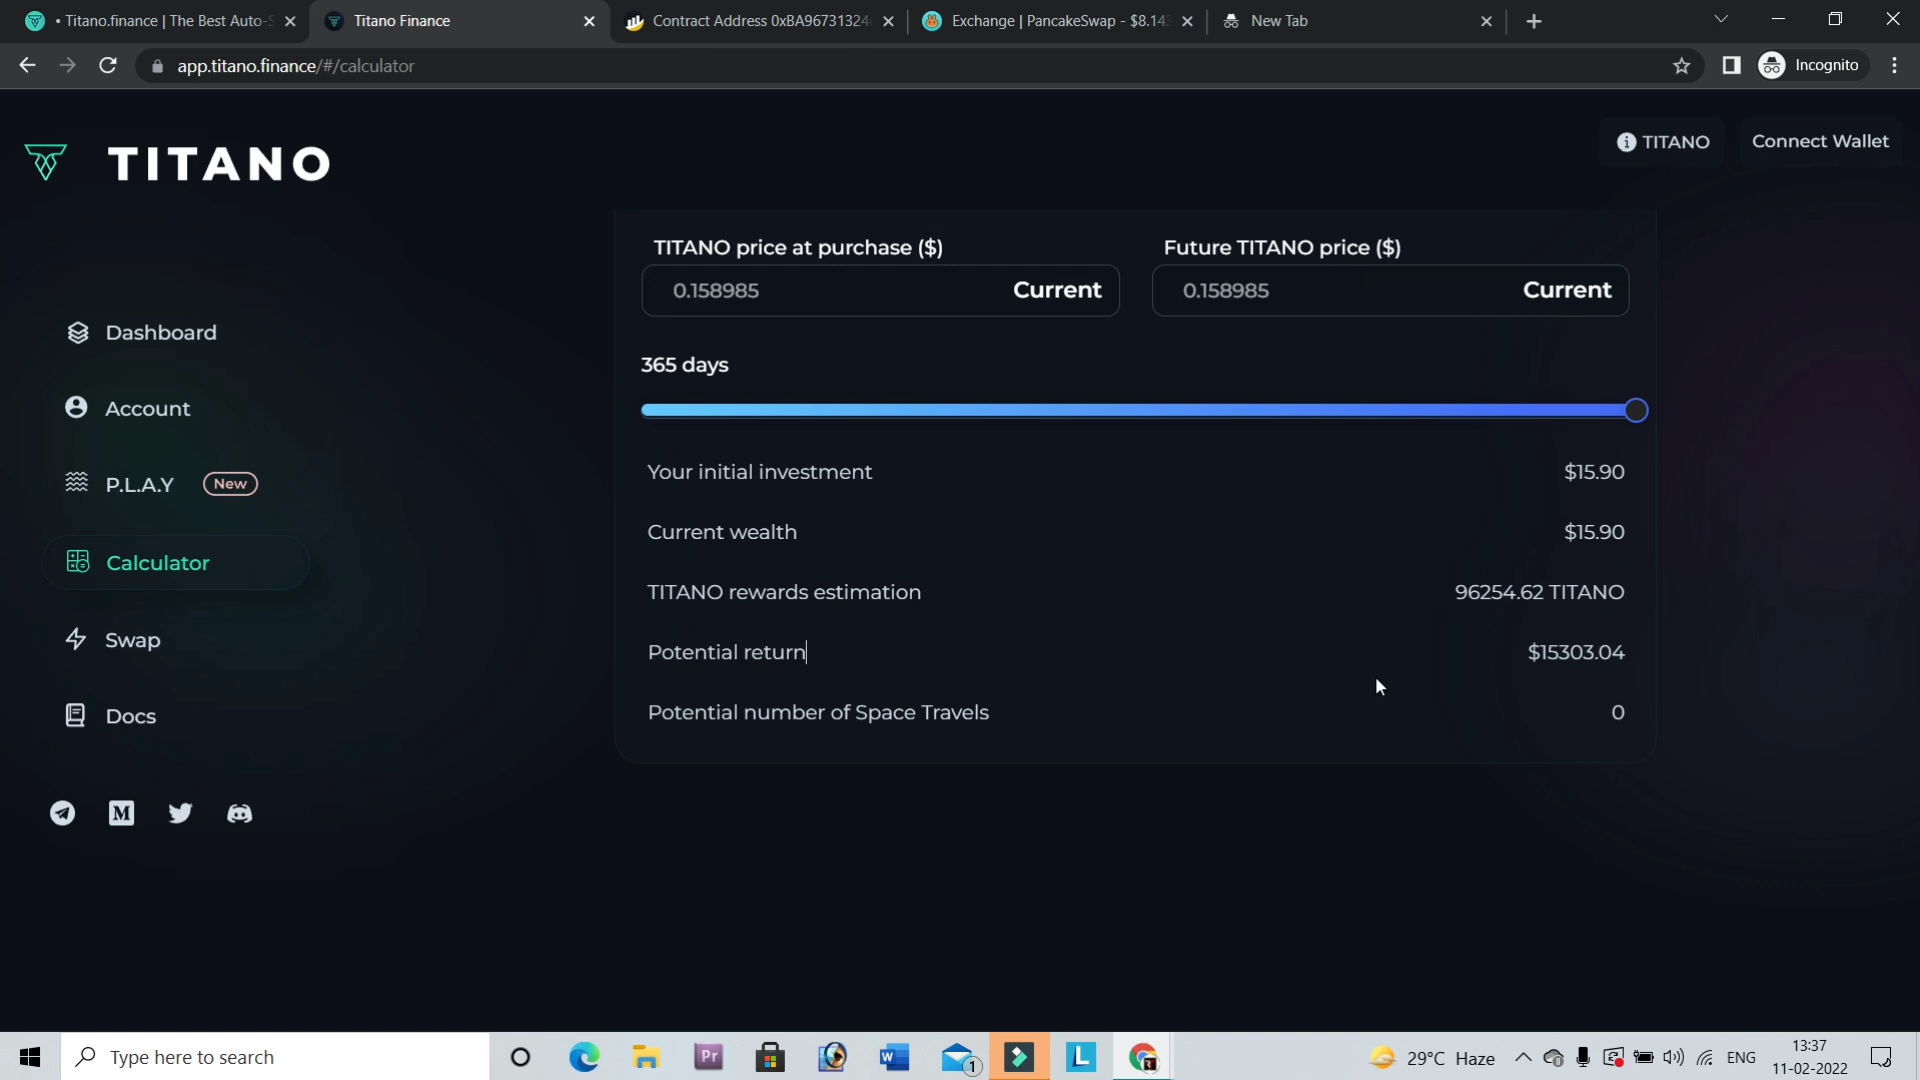 • Titano.finance | The Best Auto-S
Titano Finance
Contract Address 0xBA96731324
Exchange | PancakeSwap - $8.143
New Tab
app.titano.finance/#/calculator
Incognito
TITANO
TITANO
Connect Wallet
TITANO price at purchase ($)
Future TITANO price ($)
0.158985
Current
0.158985
Current
365 days
Dashboard
Account
P.L.A.Y
New
Calculator
Swap
Docs
Your initial investment
$15.90
Current wealth
$15.90
TITANO rewards estimation
96254.62 TITANO
Potential return
$15303.04
Potential number of Space Travels
0
M
Type here to search
Pr
W
1
L
29°C Haze
ENG
13:37
11-02-2022